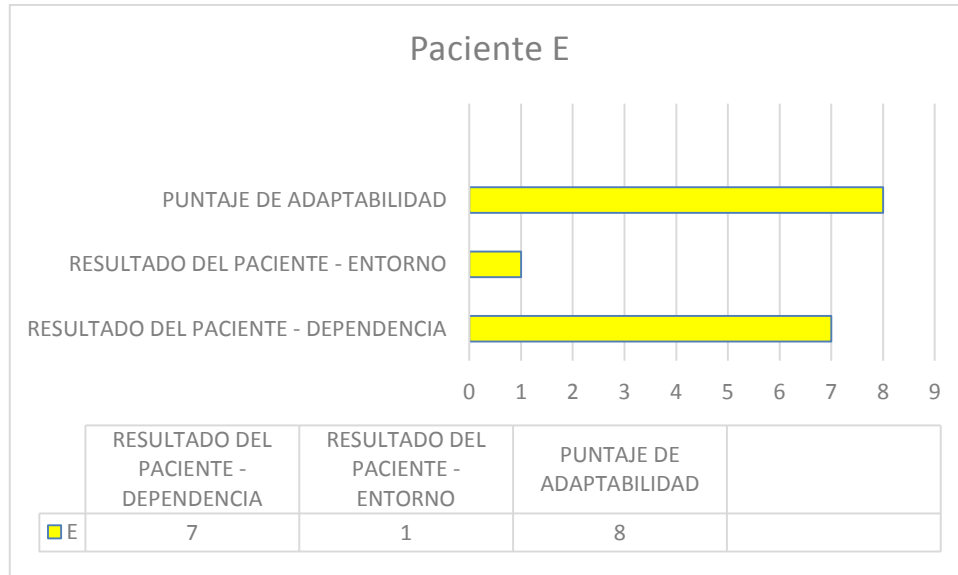 Paciente E
PUNTAJE DE ADAPTABILIDAD
RESULTADO DEL PACIENTE - ENTORNO
RESULTADO DEL PACIENTE - DEPENDENCIA
0 1 2 3 4 5 6 7 8 9
RESULTADO DEL
PACIENTE -
DEPENDENCIA
RESULTADO DEL
PACIENTE -
ENTORNO
PUNTAJE DE
ADAPTABILIDAD
E 7 1 8